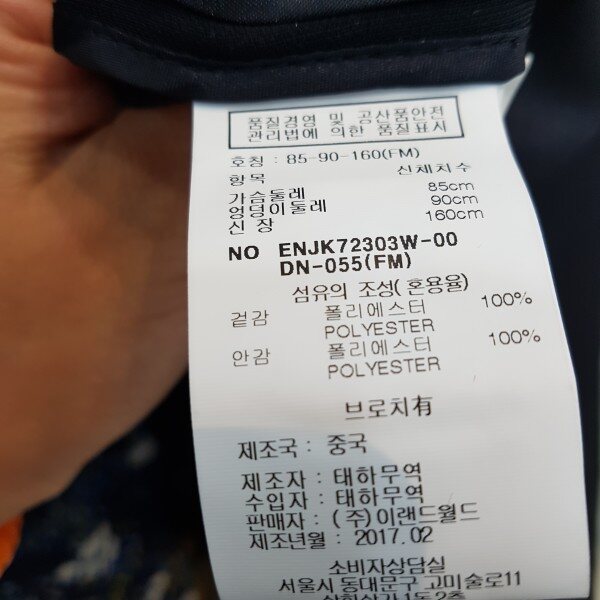 품질경영 및 공산품안전
관리법에 의한 품질표시
호칭 : 85-90-160(FM)
항목 신체치수
가슴둘레 85cm
엉덩이둘레 90cm
신장 160cm
NO ENJK72303W-00
DN-055(FM)
섬유의 조성(혼용율)
겉감 폴리에스터 100%
POLYESTER
안감 폴리에스터 100%
POLYESTER
브로치有
제조국 : 중국
제조자 : 태하무역
수입자 : 태하무역
판매자 : (주)이랜드월드
제조년월 : 2017.02
소비자상담실
서울시 동대문구 고미술로11